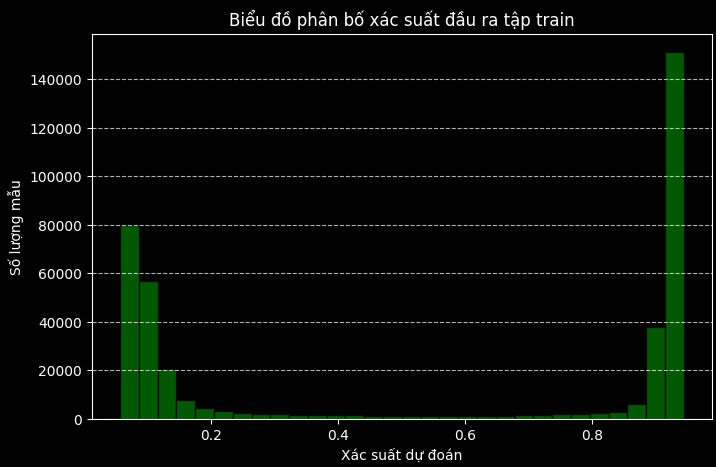 Biểu đồ phân bố xác suất đầu ra tập train
140000
120000
100000
80000
60000
40000
20000
0
Số lượng mẫu
0.2 0.4 0.6 0.8
Xác suất dự đoán